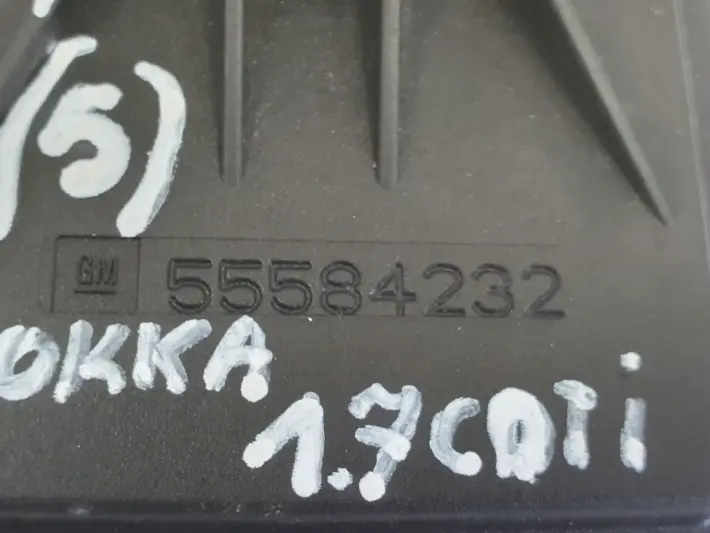 (5)
GM 55584232
OKKA
1.7CDTi